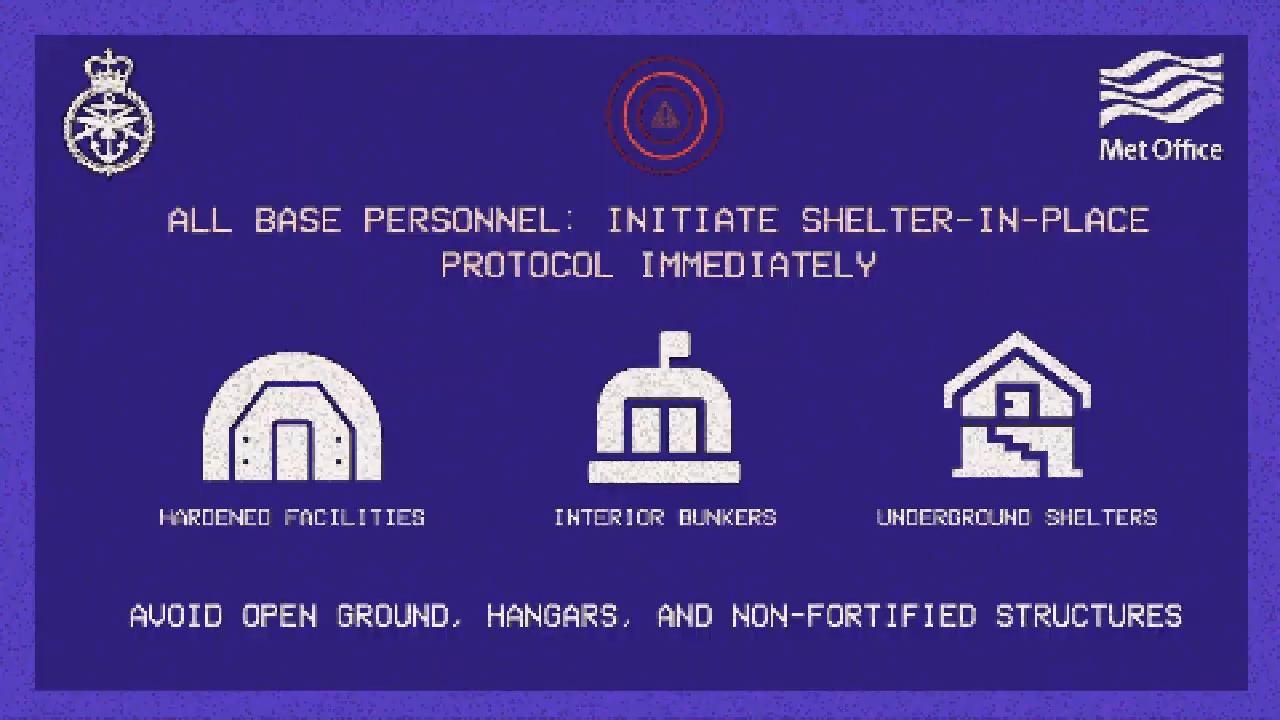 Met Office
ALL BASE PERSONNEL: INITIATE SHELTER-IN-PLACE
PROTOCOL IMMEDIATELY
HARDENED FACILITIES
INTERIOR BUNKERS
UNDERGROUND SHELTERS
AVOID OPEN GROUND, HANGARS, AND NON-FORTIFIED STRUCTURES